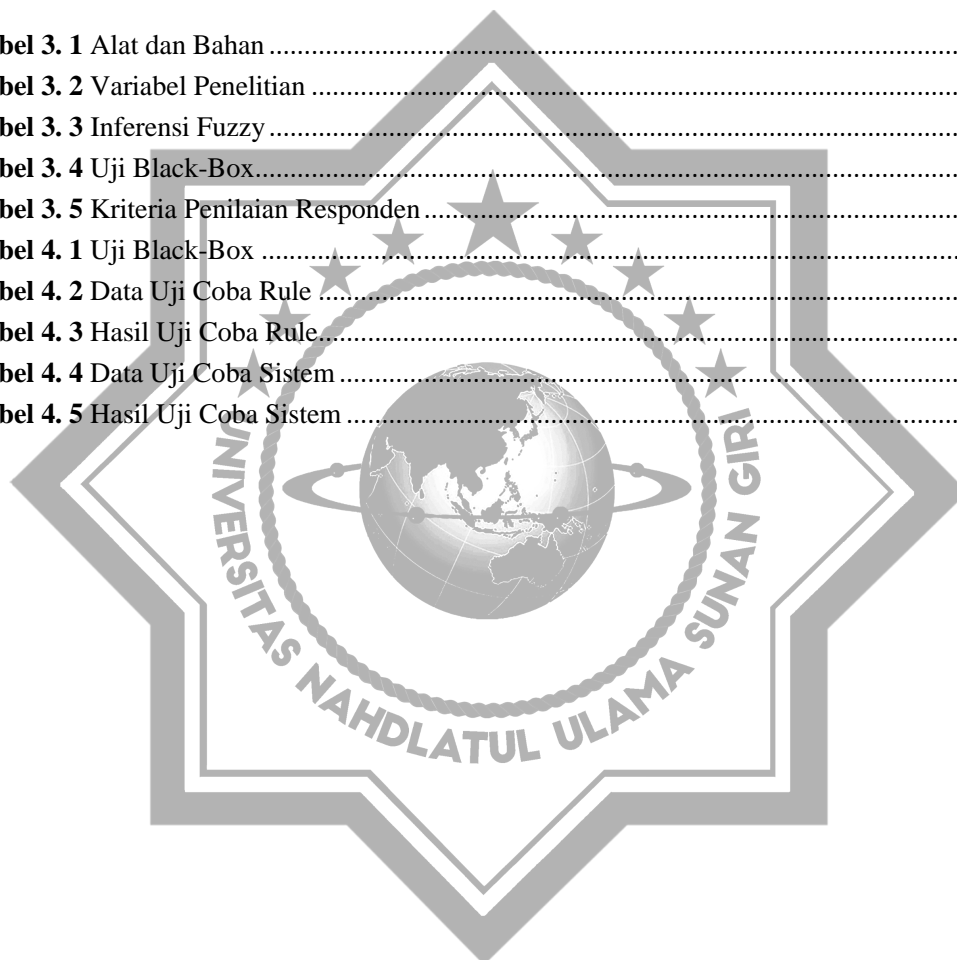 bel 3. 1 Alat dan Bahan ........................................................................................................
bel 3. 2 Variabel Penelitian ..................................................................................................
bel 3. 3 Inferensi Fuzzy ........................................................................................................
bel 3. 4 Uji Black-Box..........................................................................................................
bel 3. 5 Kriteria Penilaian Responden ..................................................................................
bel 4. 1 Uji Black-Box .........................................................................................................
bel 4. 2 Data Uji Coba Rule .................................................................................................
bel 4. 3 Hasil Uji Coba Rule.................................................................................................
bel 4. 4 Data Uji Coba Sistem ..............................................................................................
bel 4. 5 Hasil Uji Coba Sistem .............................................................................................
UNIVERSITAS NAHDLATUL ULAMA SUNAN GIRI